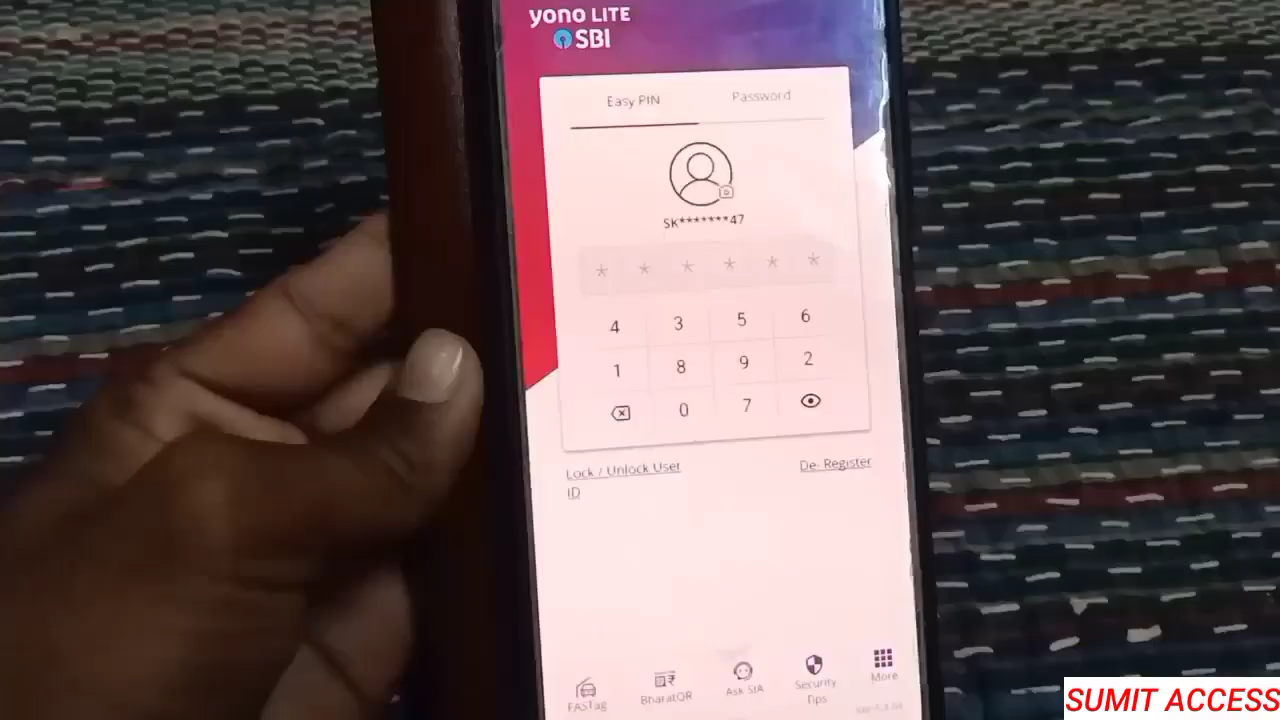 yono LITE
SBI
Easy PIN Password
SK*******47
* * * * * *
4 3 5 6
1 8 9 2
0 7
Lock / Unlock User
ID
De- Register
FASTag
BharatQR
Ask SIA
Security
Tips
More
SUMIT ACCESS